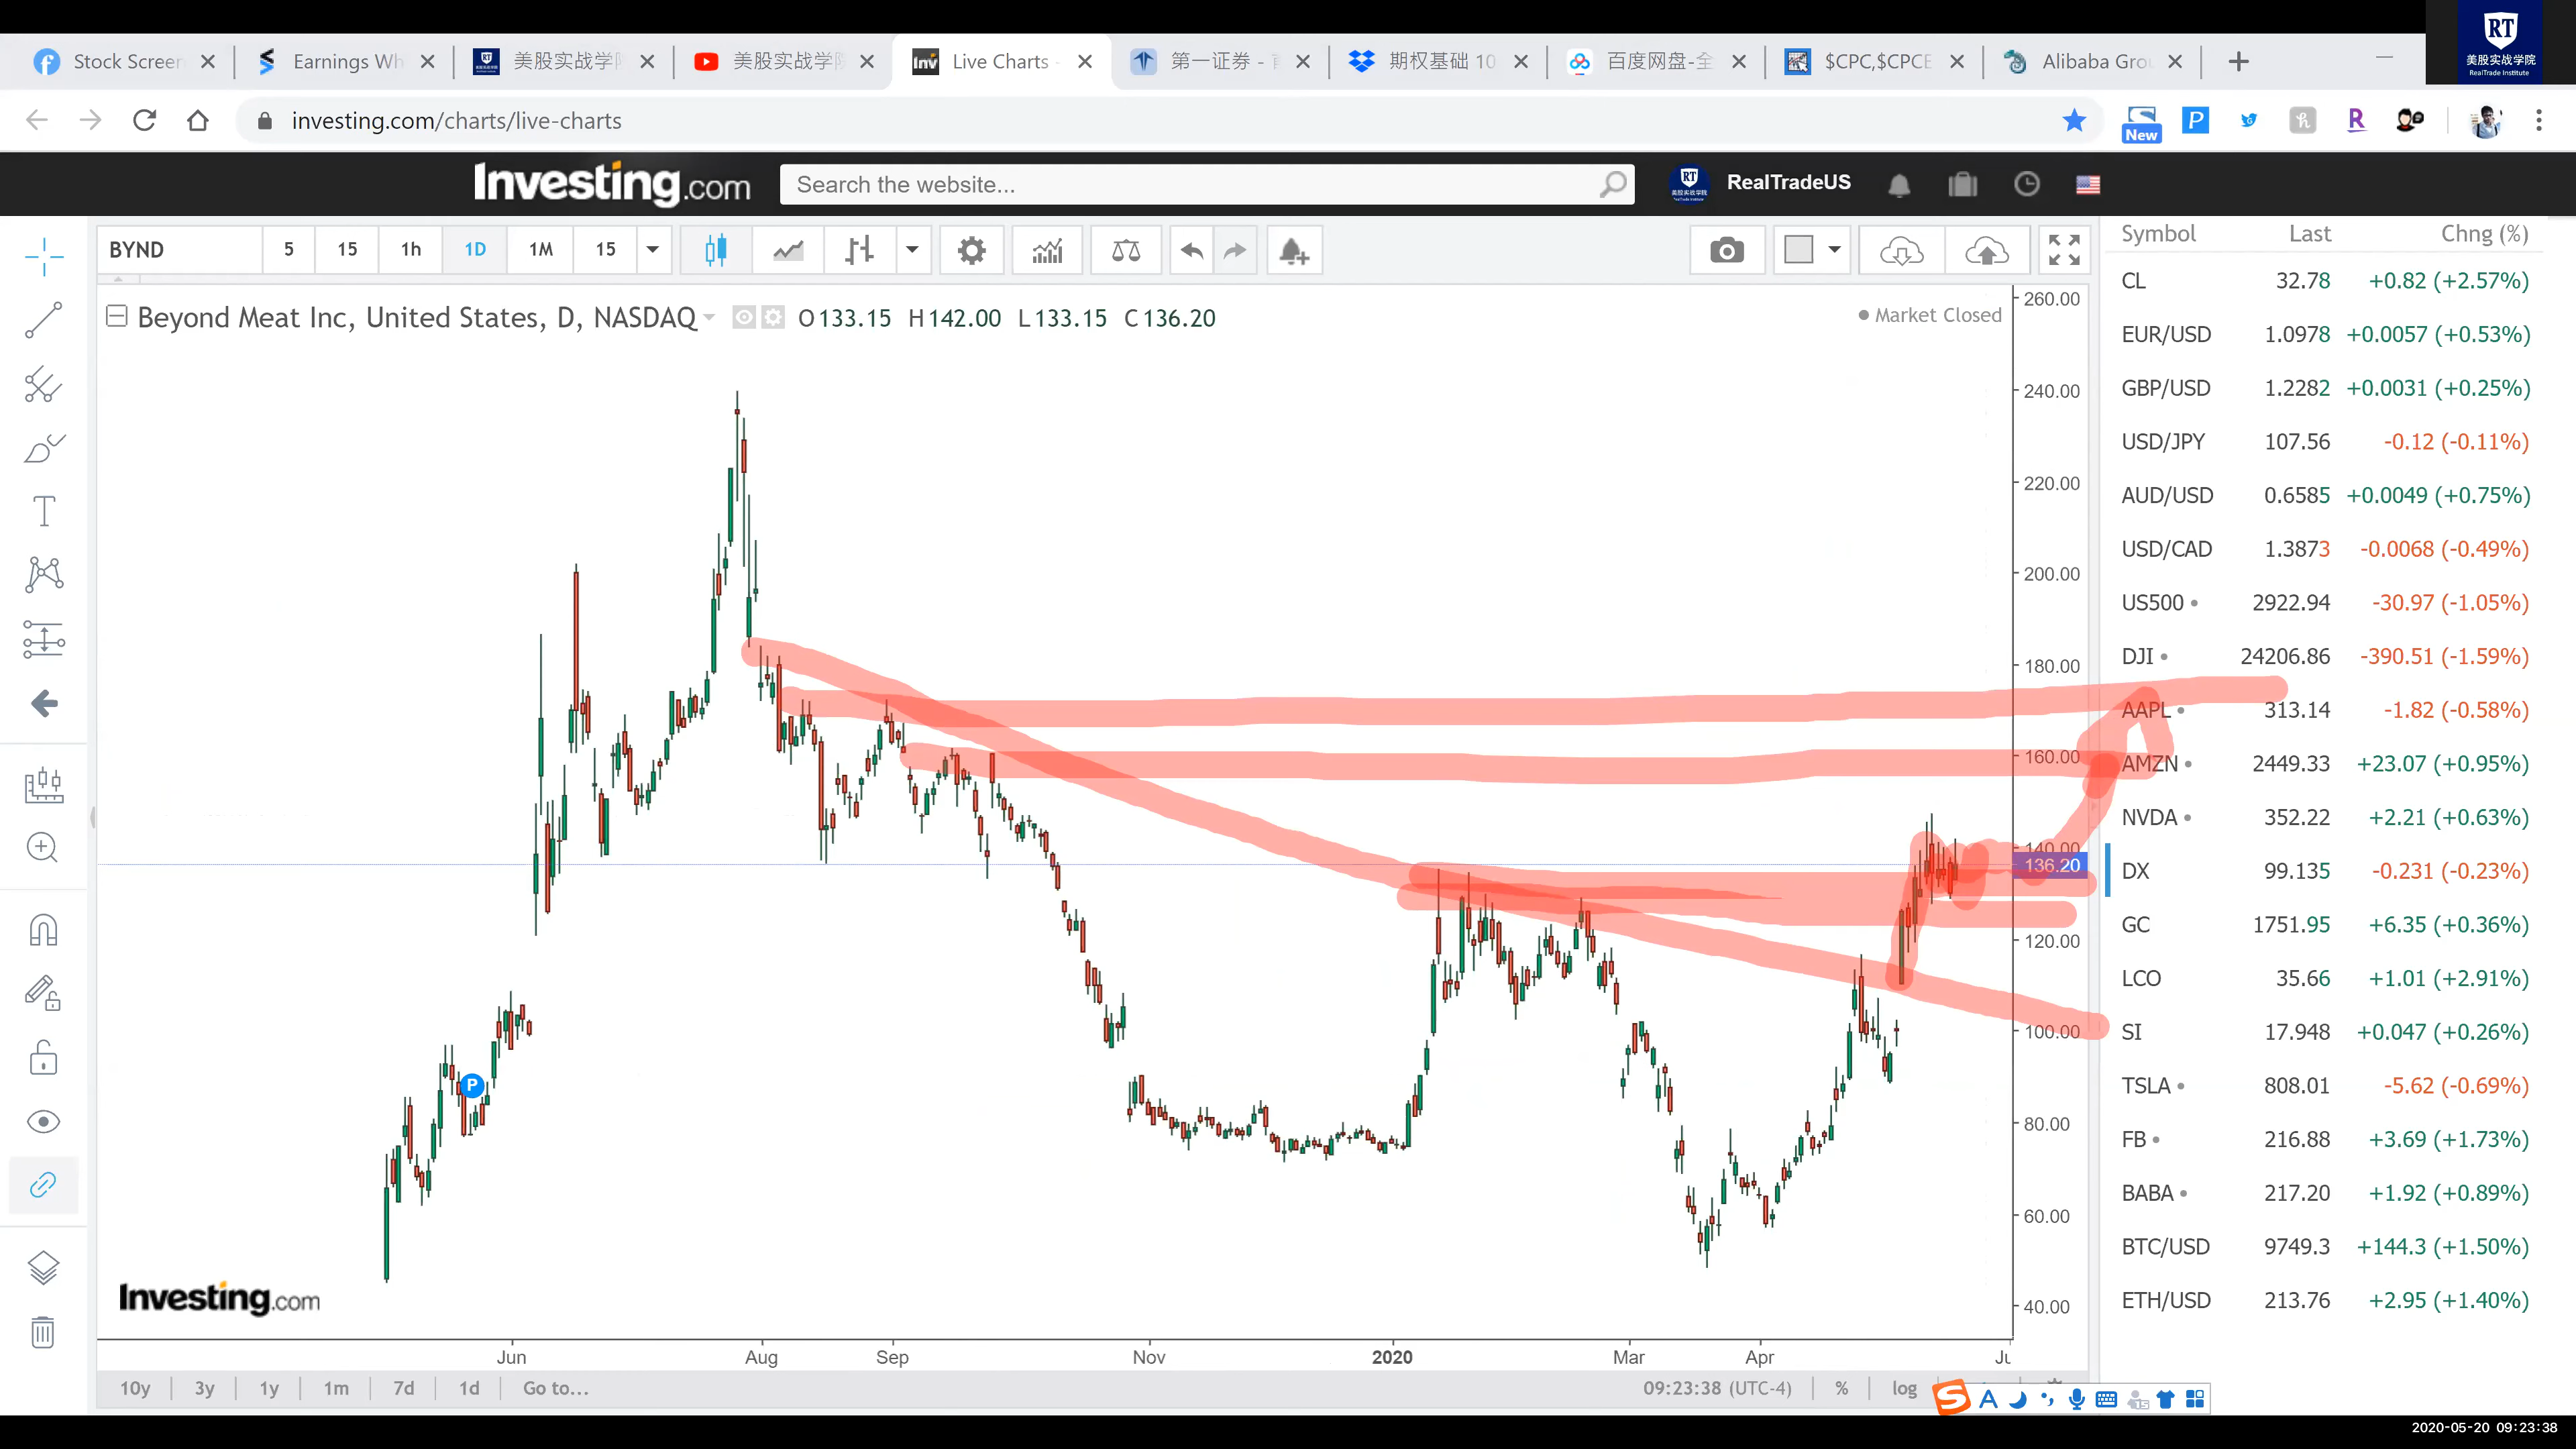 RT
美股实战学院
RealTrade Institute
Stock Screen
Earnings Wh
美股实战学
美股实战学
Live Charts -
第一证券 -
期权基础 10
百度网盘-全
$CPC,$CPCE
Alibaba Gro
investing.com/charts/live-charts
New
P
h
R
Investing.com
Search the website...
RealTradeUS
BYND
5
15
1h
1D
1M
15
Symbol Last Chng (%)
Beyond Meat Inc, United States, D, NASDAQ O133.15 H142.00 L133.15 C136.20
Market Closed
CL 32.78 +0.82 (+2.57%)
EUR/USD 1.0978 +0.0057 (+0.53%)
GBP/USD 1.2282 +0.0031 (+0.25%)
USD/JPY 107.56 -0.12 (-0.11%)
AUD/USD 0.6585 +0.0049 (+0.75%)
USD/CAD 1.3873 -0.0068 (-0.49%)
US500 2922.94 -30.97 (-1.05%)
DJI 24206.86 -390.51 (-1.59%)
AAPL 313.14 -1.82 (-0.58%)
AMZN 2449.33 +23.07 (+0.95%)
NVDA 352.22 +2.21 (+0.63%)
DX 99.135 -0.231 (-0.23%)
GC 1751.95 +6.35 (+0.36%)
LCO 35.66 +1.01 (+2.91%)
SI 17.948 +0.047 (+0.26%)
TSLA 808.01 -5.62 (-0.69%)
FB 216.88 +3.69 (+1.73%)
BABA 217.20 +1.92 (+0.89%)
BTC/USD 9749.3 +144.3 (+1.50%)
ETH/USD 213.76 +2.95 (+1.40%)
260.00
240.00
220.00
200.00
180.00
160.00
140.00
136.20
120.00
100.00
80.00
60.00
40.00
P
Investing.com
Jun Aug Sep Nov 2020 Mar Apr
10y 3y 1y 1m 7d 1d Go to... 09:23:38 (UTC-4) % log
2020-05-20 09:23:38